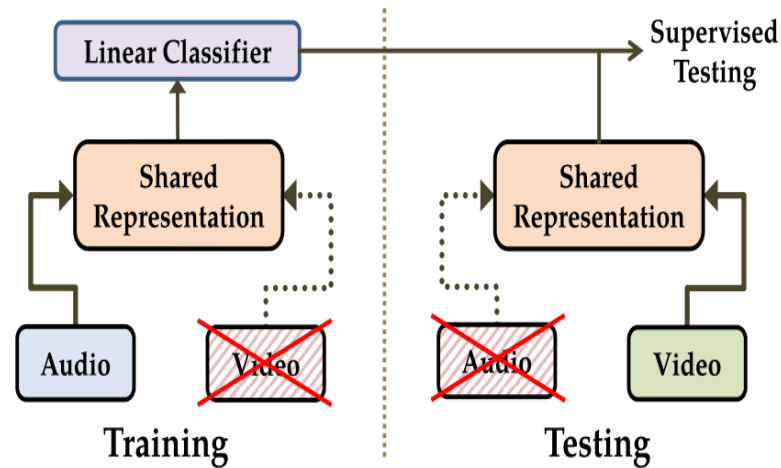 Linear Classifier
Supervised
Testing
Shared
Representation
Shared
Representation
Audio
Video
Audio
Video
Training
Testing